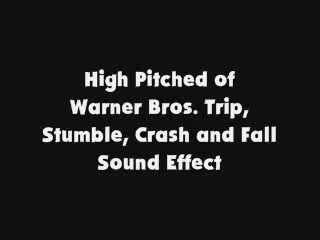 High Pitched of
Warner Bros. Trip,
Stumble, Crash and Fall
Sound Effect